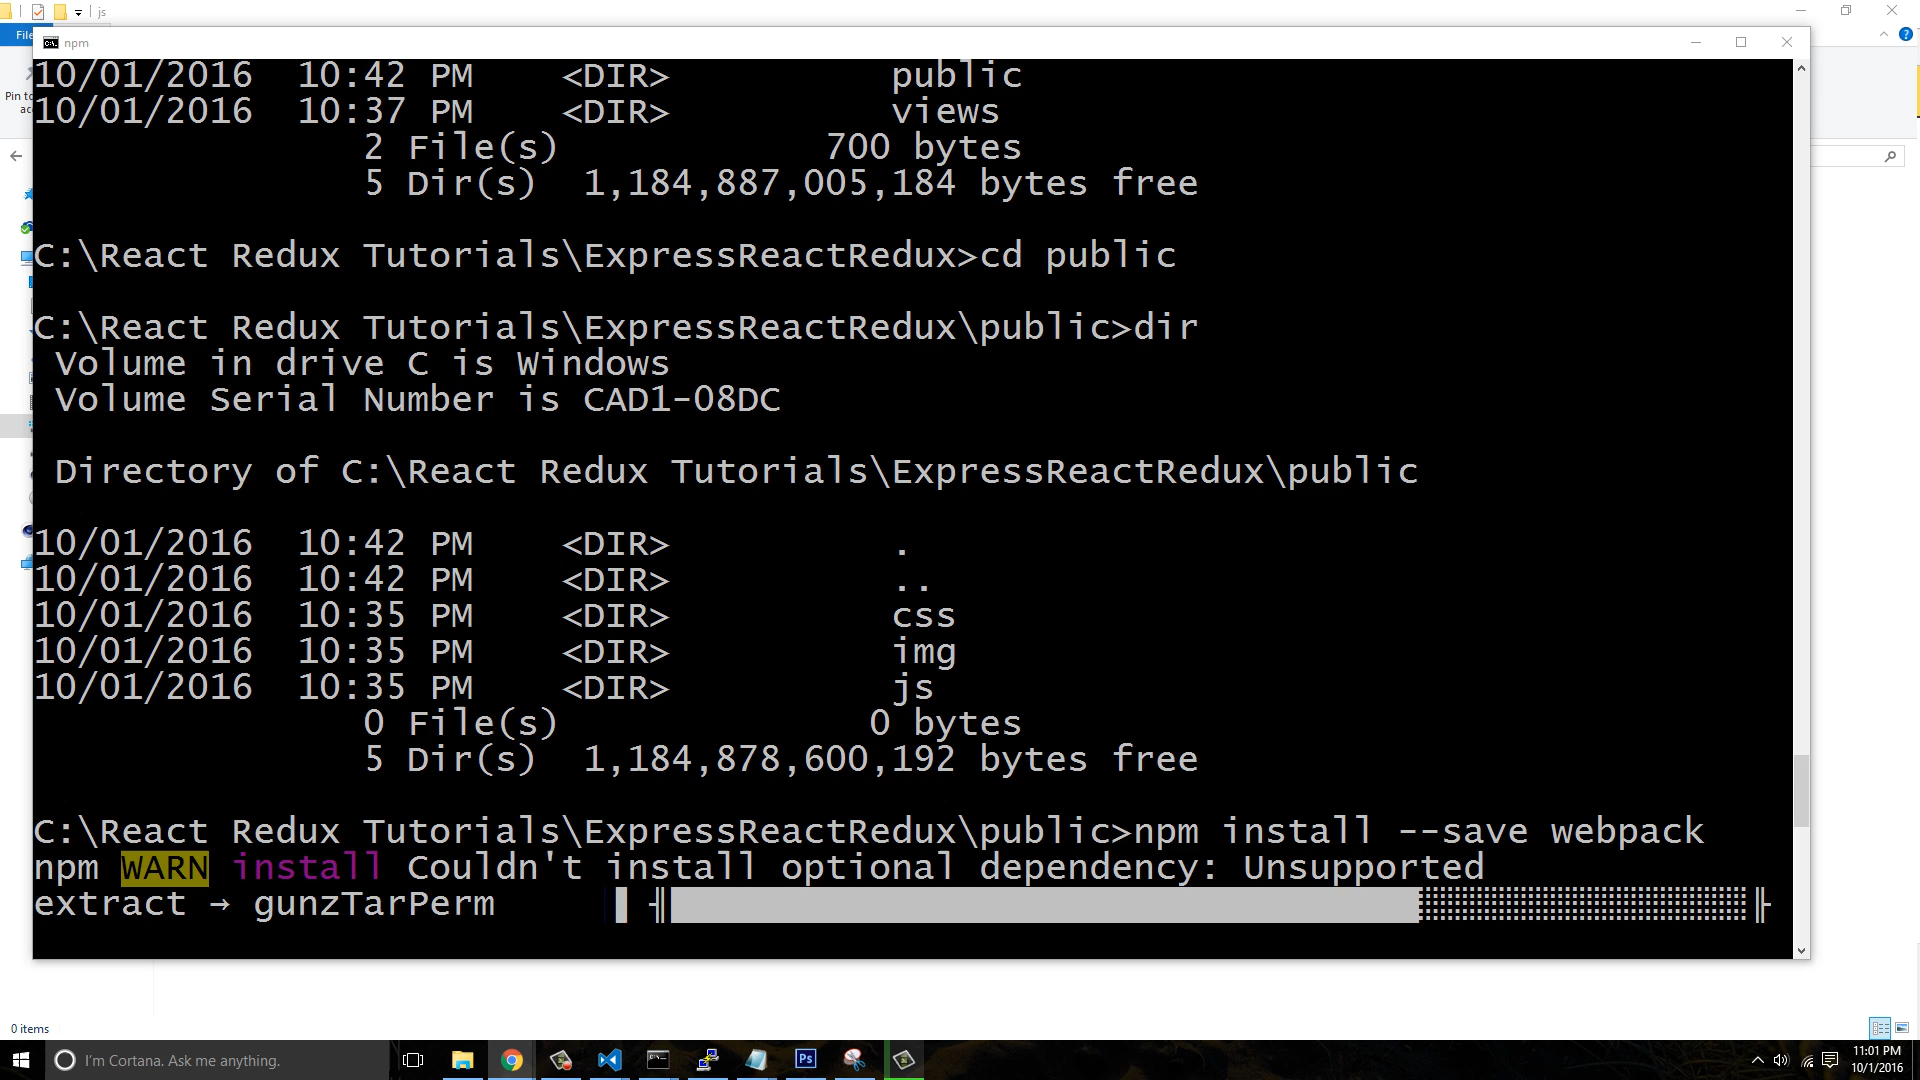 js
File
npm
Pin to
10/01/2016 10:42 PM <DIR> public
10/01/2016 10:37 PM <DIR> views
2 File(s) 700 bytes
5 Dir(s) 1,184,887,005,184 bytes free
C:\React Redux Tutorials\ExpressReactRedux>cd public
C:\React Redux Tutorials\ExpressReactRedux\public>dir
Volume in drive C is Windows
Volume Serial Number is CAD1-08DC
Directory of C:\React Redux Tutorials\ExpressReactRedux\public
10/01/2016 10:42 PM <DIR> .
10/01/2016 10:42 PM <DIR> ..
10/01/2016 10:35 PM <DIR> css
10/01/2016 10:35 PM <DIR> img
10/01/2016 10:35 PM <DIR> js
0 File(s) 0 bytes
5 Dir(s) 1,184,878,600,192 bytes free
C:\React Redux Tutorials\ExpressReactRedux\public>npm install --save webpack
npm WARN install Couldn't install optional dependency: Unsupported
extract → gunzTarPerm
0 items
I'm Cortana. Ask me anything.
Ps
11:01 PM
10/1/2016